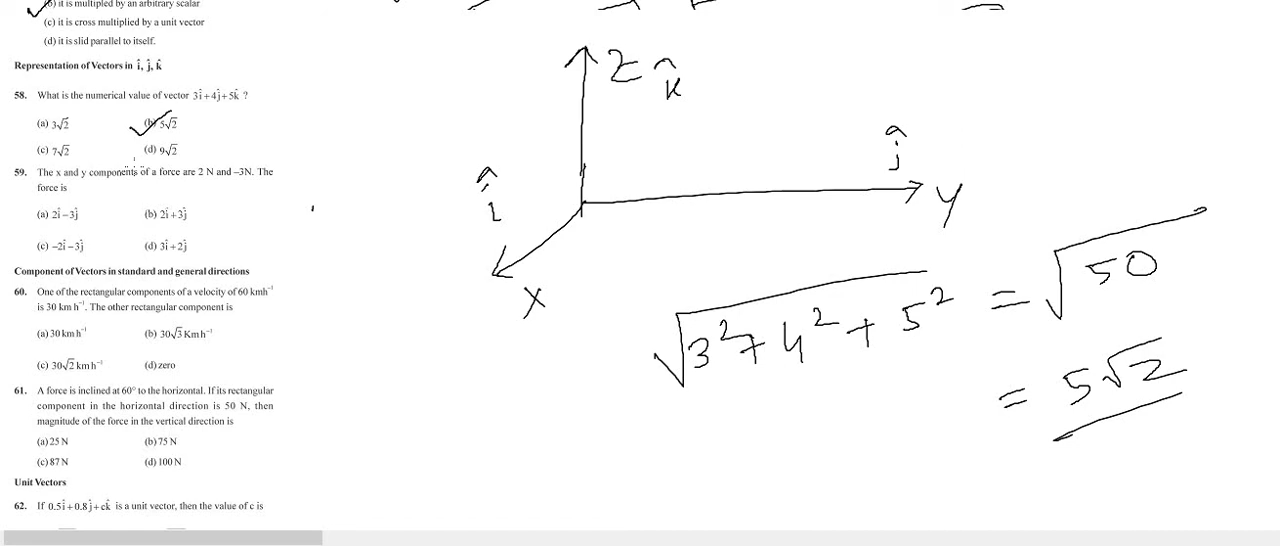 (b) it is multipled by an arbitrary scalar
(c) it is cross multiplied by a unit vector
(d) it is slid parallel to itself.
Representation of Vectors in î, ĵ, k̂
58. What is the numerical value of vector 3î+4ĵ+5k̂ ?
(a) 3√2 (b) 5√2
(c) 7√2 (d) 9√2
59. The x and y components of a force are 2 N and –3N. The
force is
(a) 2î–3ĵ (b) 2î+3ĵ
(c) –2î–3ĵ (d) 3î+2ĵ
Component of Vectors in standard and general directions
60. One of the rectangular components of a velocity of 60 kmh⁻¹
is 30 km h⁻¹. The other rectangular component is
(a) 30 km h⁻¹ (b) 30√3 Km h⁻¹
(c) 30√2 km h⁻¹ (d) zero
61. A force is inclined at 60° to the horizontal. If its rectangular
component in the horizontal direction is 50 N, then
magnitude of the force in the vertical direction is
(a) 25 N (b) 75 N
(c) 87 N (d) 100 N
Unit Vectors
62. If 0.5î+0.8ĵ+ck̂ is a unit vector, then the value of c is
Z k̂
ĵ
î
y
X
√3²+4²+5² = √50
= 5√2